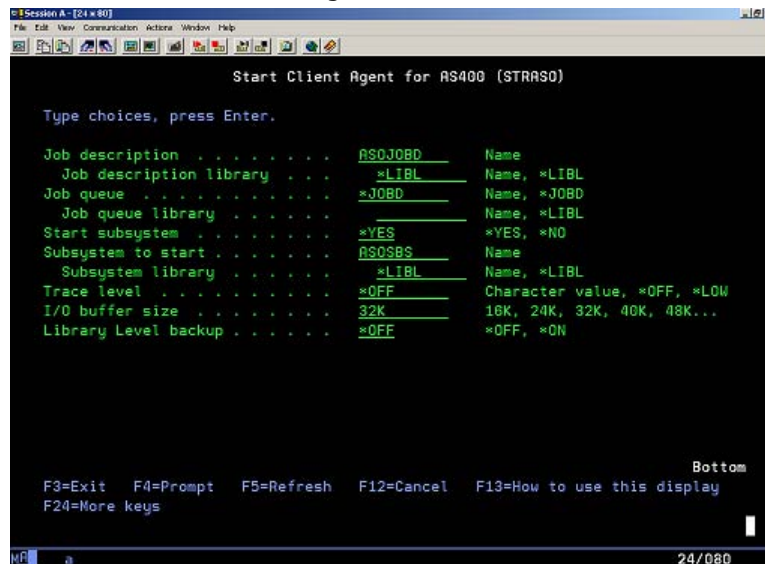 Session A - [24 x 80]
File Edit View Communication Actions Window Help
Start Client Agent for AS400 (STRASO)
Type choices, press Enter.
Job description . . . . . . . . ASOJOBD Name
Job description library . . . *LIBL Name, *LIBL
Job queue . . . . . . . . . . . *JOBD Name, *JOBD
Job queue library . . . . . . Name, *LIBL
Start subsystem . . . . . . . . *YES *YES, *NO
Subsystem to start . . . . . . . ASOSBS Name
Subsystem library . . . . . . *LIBL Name, *LIBL
Trace level . . . . . . . . . . *OFF Character value, *OFF, *LOW
I/O buffer size . . . . . . . . 32K 16K, 24K, 32K, 40K, 48K...
Library Level backup . . . . . . *OFF *OFF, *ON
Bottom
F3=Exit F4=Prompt F5=Refresh F12=Cancel F13=How to use this display
F24=More keys
MA a 24/080